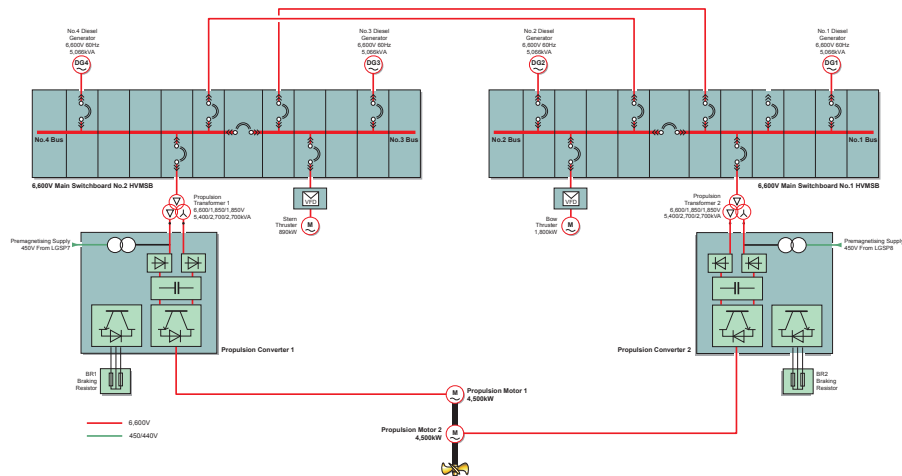 No.4 Diesel
Generator
6,600V 60Hz
5,066kVA
DG4
No.3 Diesel
Generator
6,600V 60Hz
5,066kVA
DG3
No.2 Diesel
Generator
6,600V 60Hz
5,066kVA
DG2
No.1 Diesel
Generator
6,600V 60Hz
5,066kVA
DG1
No.4 Bus
No.3 Bus
No.2 Bus
No.1 Bus
6,600V Main Switchboard No.2 HVMSB
6,600V Main Switchboard No.1 HVMSB
Propulsion
Transformer 1
6,600/1,850/1,850V
5,400/2,700/2,700kVA
VFD
Stern
Thruster
890kW
M
VFD
Bow
Thruster
1,800kW
M
Propulsion
Transformer 2
6,600/1,850/1,850V
5,400/2,700/2,700kVA
Premagnetising Supply
450V From LGSP7
Premagnetising Supply
450V From LGSP8
Propulsion Converter 1
Propulsion Converter 2
BR1
Braking
Resistor
BR2
Braking
Resistor
M
Propulsion Motor 1
4,500kW
Propulsion Motor 2
4,500kW
M
6,600V
450/440V